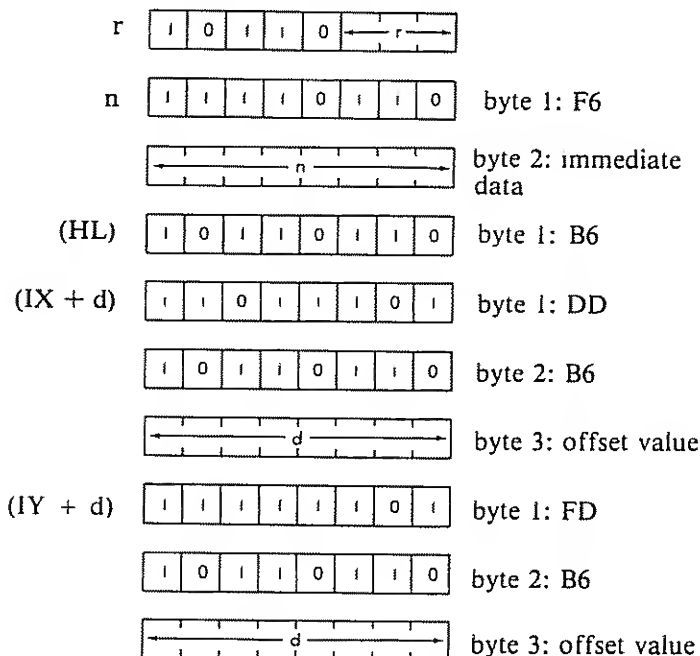 r 1 0 1 1 0 r
n 1 1 1 1 0 1 1 0 byte 1: F6
n byte 2: immediate
data
(HL) 1 0 1 1 0 1 1 0 byte 1: B6
(IX + d) 1 1 0 1 1 1 0 1 byte 1: DD
1 0 1 1 0 1 1 0 byte 2: B6
d byte 3: offset value
(IY + d) 1 1 1 1 1 1 0 1 byte 1: FD
1 0 1 1 0 1 1 0 byte 2: B6
d byte 3: offset value